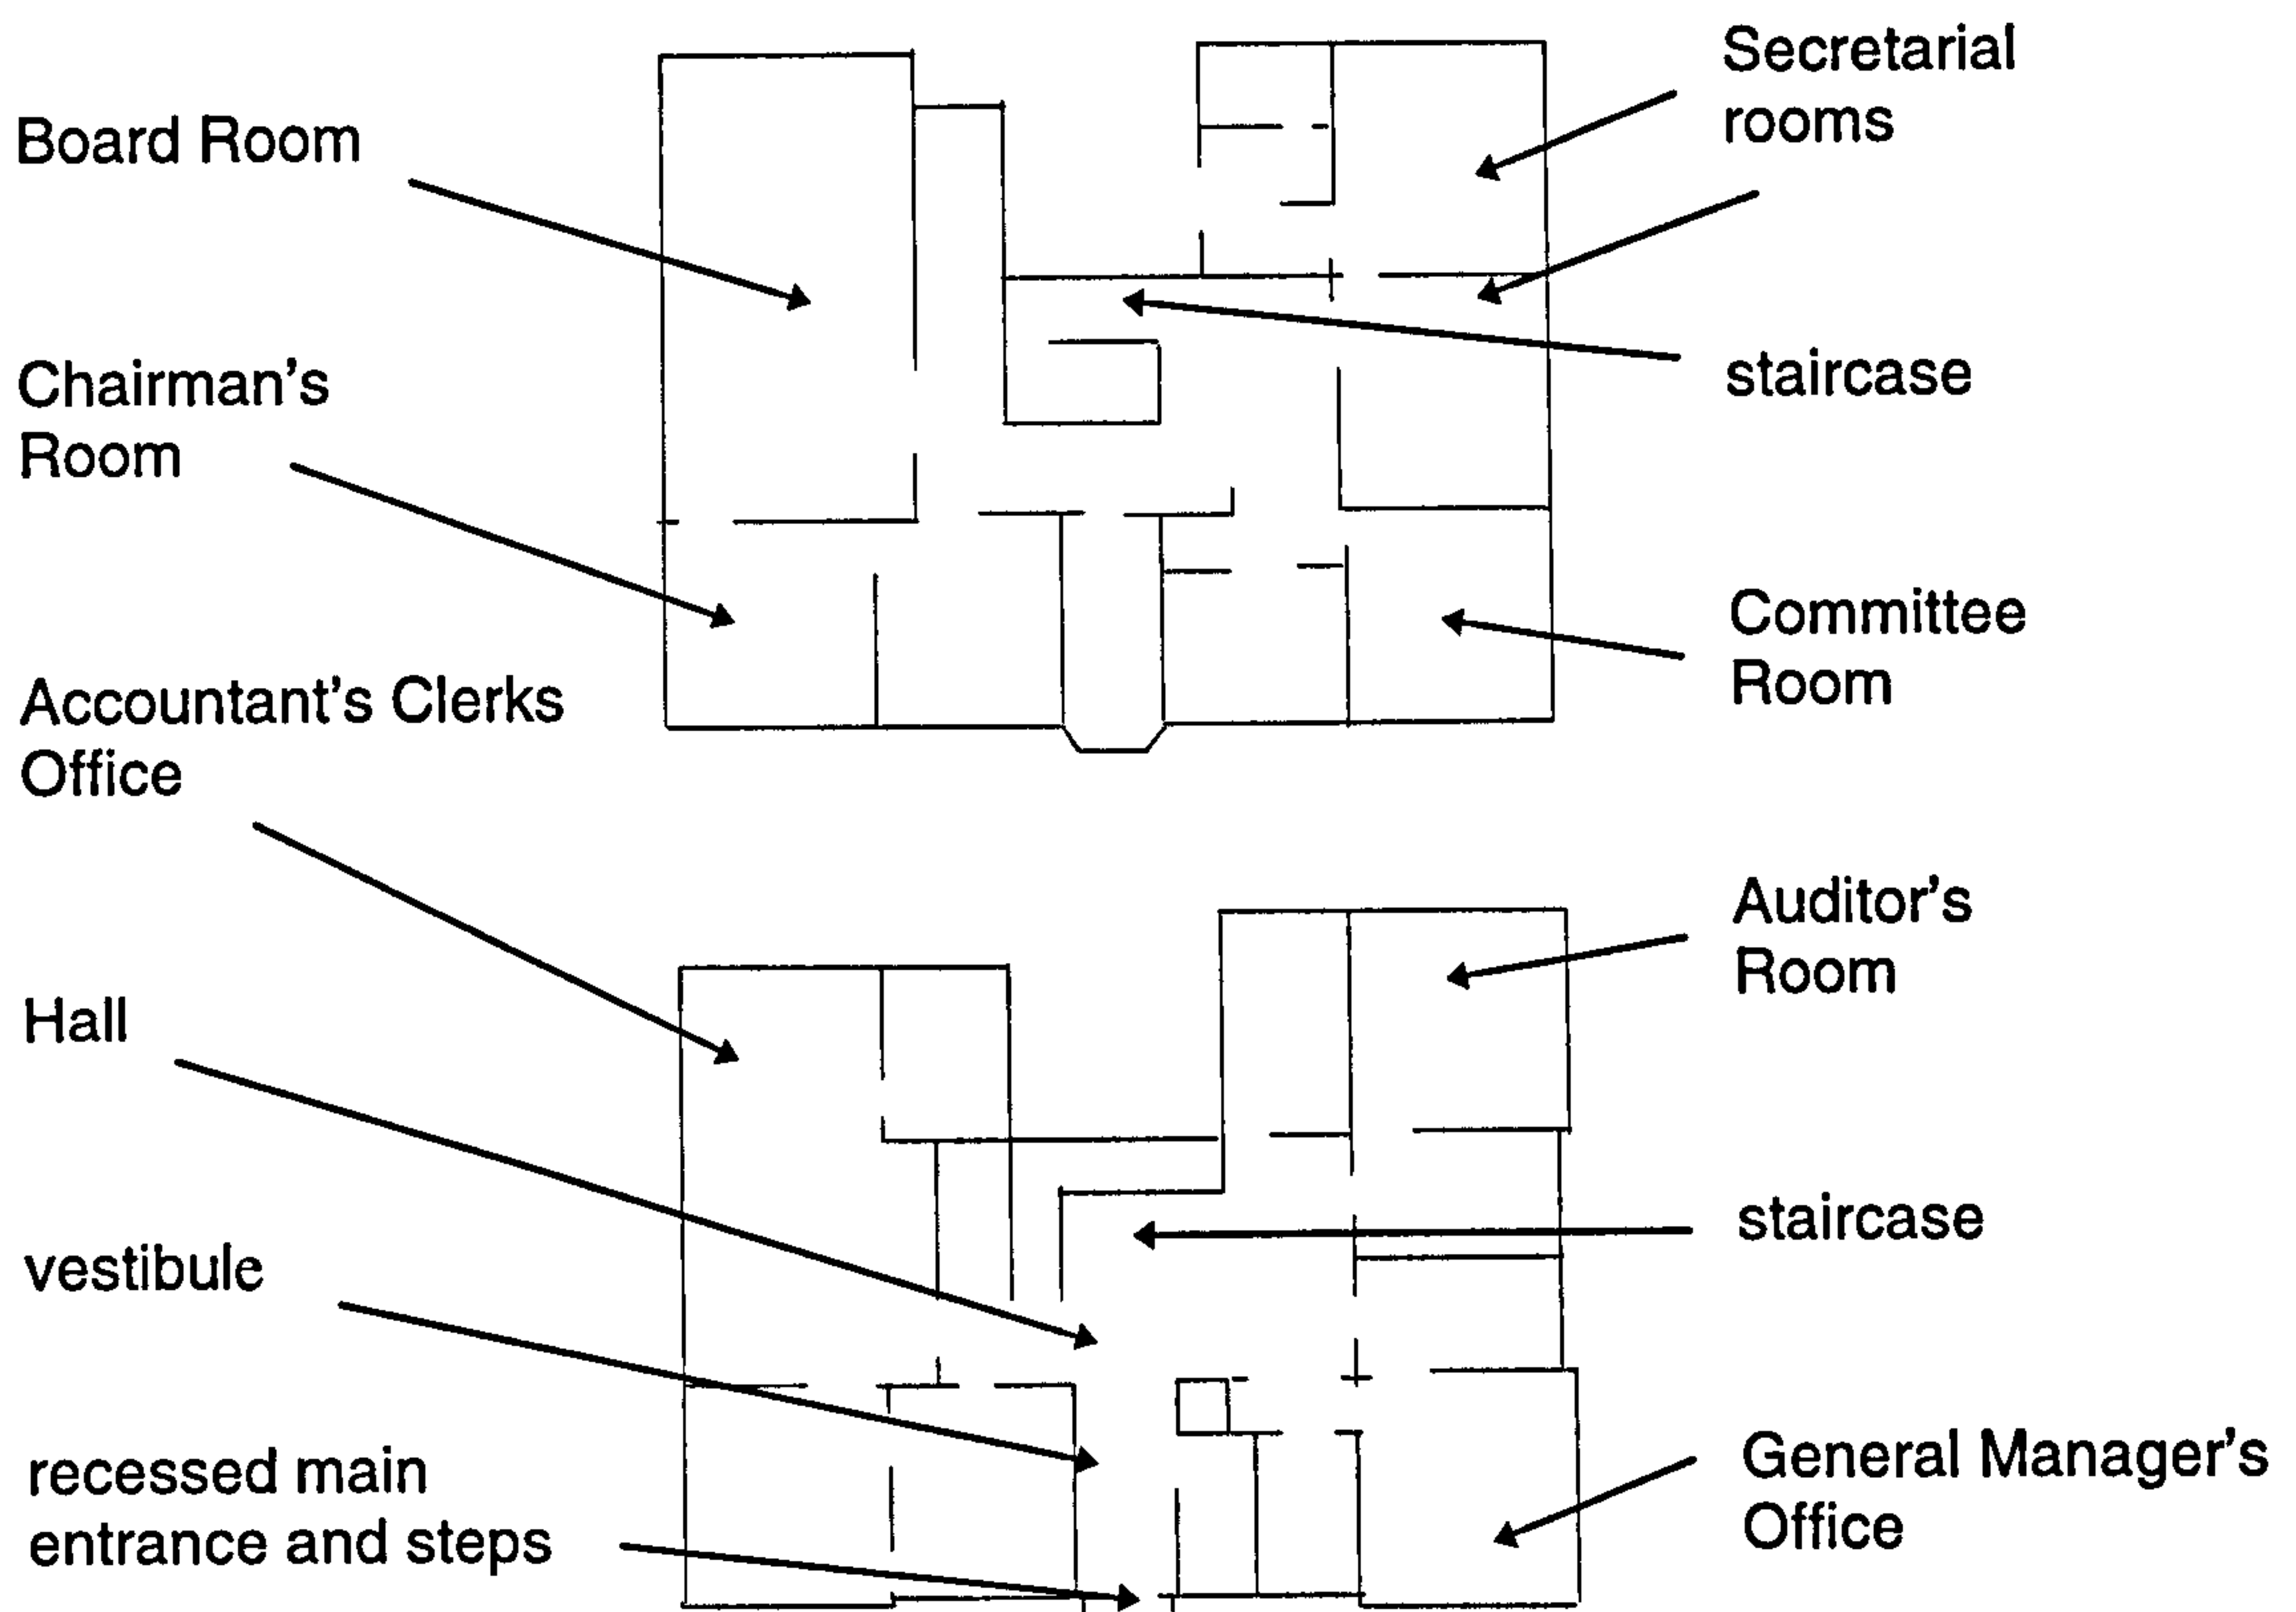 Board Room
Chairman's
Room
Accountant's Clerks
Office
Hall
vestibule
recessed main
entrance and steps
Secretarial
rooms
staircase
Committee
Room
Auditor's
Room
staircase
General Manager's
Office